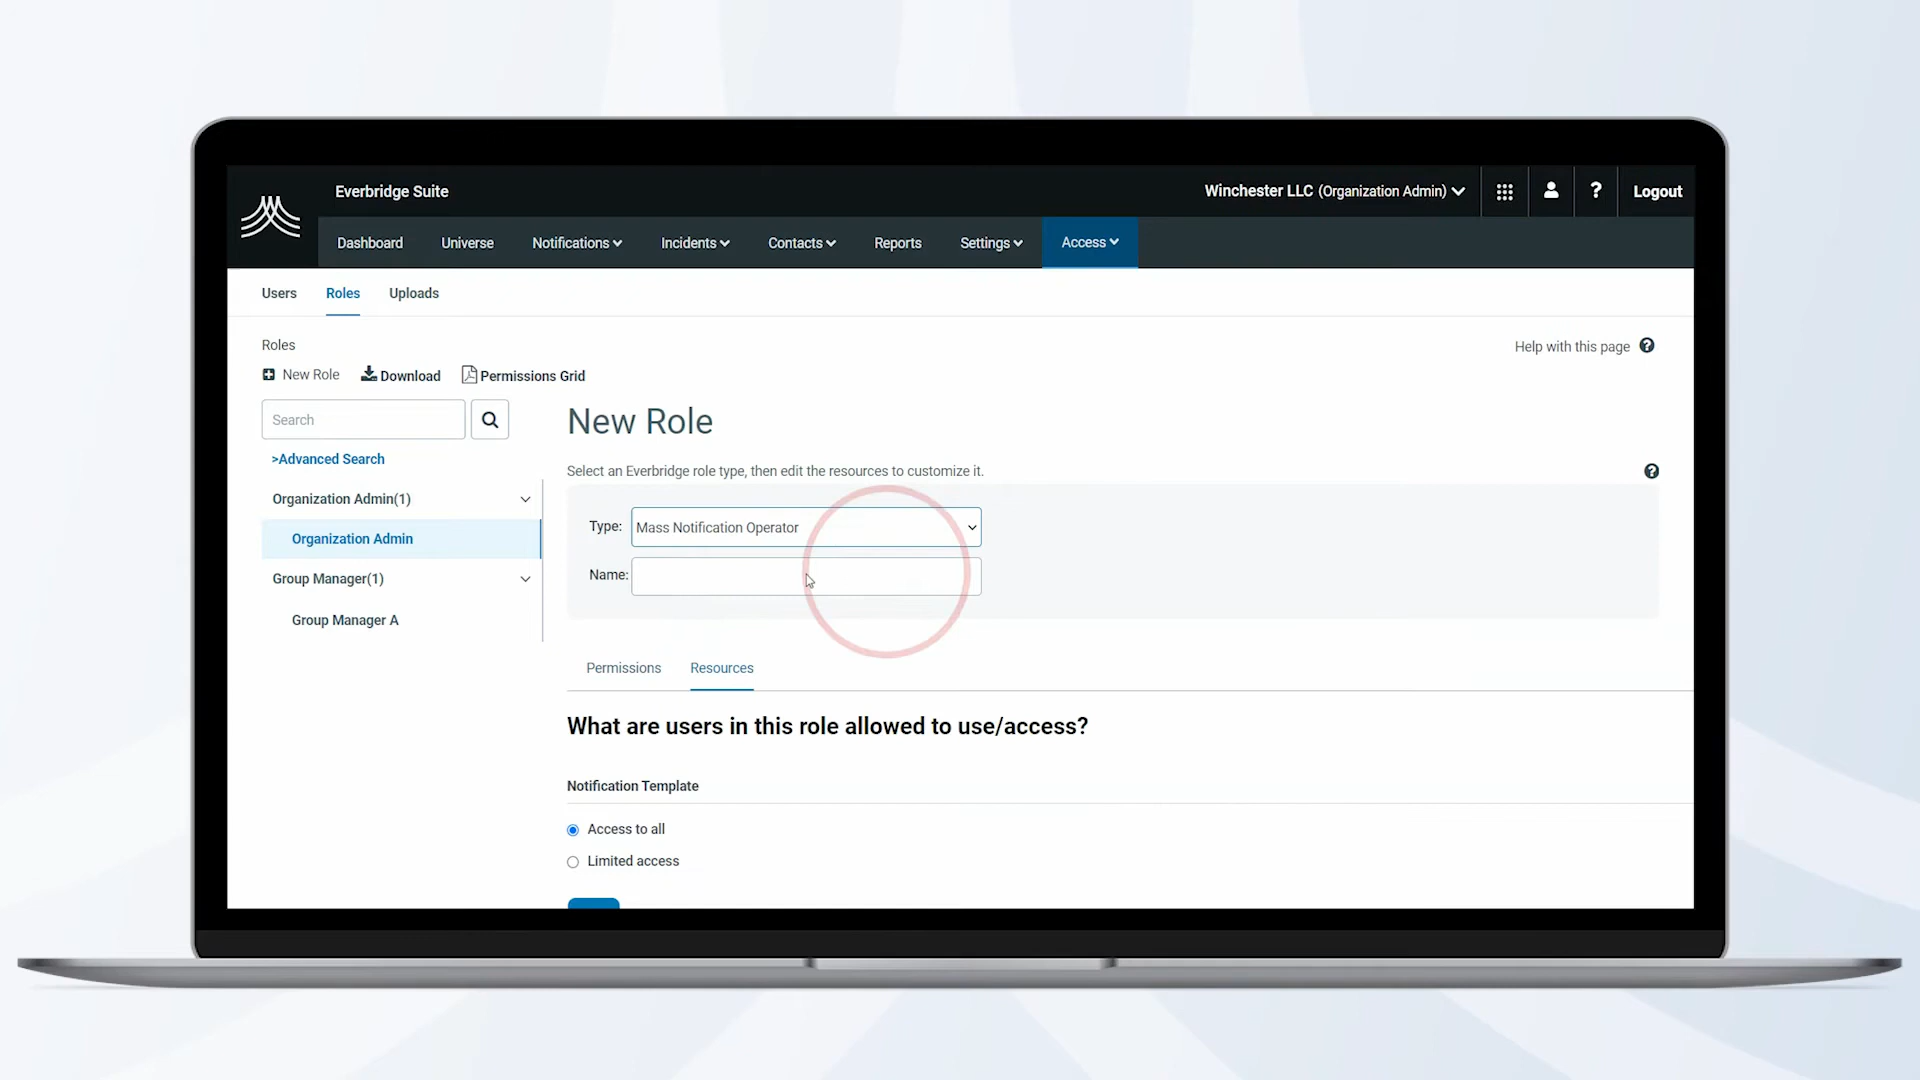 Everbridge Suite
Winchester LLC (Organization Admin)
?
Logout
Dashboard
Universe
Notifications
Incidents
Contacts
Reports
Settings
Access
Users
Roles
Uploads
Roles
Help with this page ?
New Role
Download
Permissions Grid
Search
>Advanced Search
Organization Admin(1)
Organization Admin
Group Manager(1)
Group Manager A
New Role
Select an Everbridge role type, then edit the resources to customize it.
?
Type: Mass Notification Operator
Name:
Permissions
Resources
What are users in this role allowed to use/access?
Notification Template
Access to all
Limited access